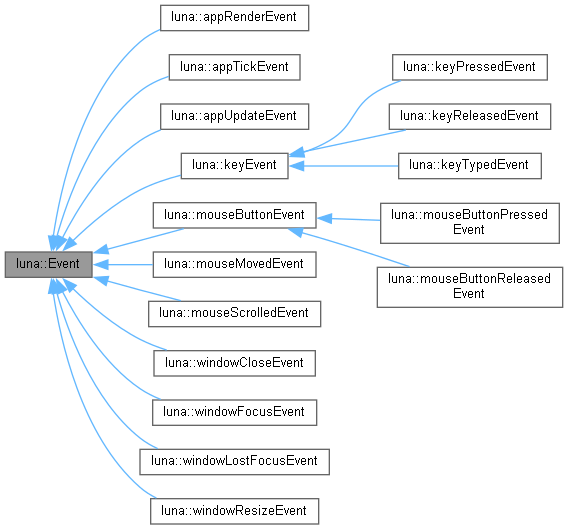 luna::appRenderEvent
luna::appTickEvent
luna::appUpdateEvent
luna::keyEvent
luna::keyPressedEvent
luna::keyReleasedEvent
luna::keyTypedEvent
luna::mouseButtonEvent
luna::mouseButtonPressed
Event
luna::mouseButtonReleased
Event
luna::Event
luna::mouseMovedEvent
luna::mouseScrolledEvent
luna::windowCloseEvent
luna::windowFocusEvent
luna::windowLostFocusEvent
luna::windowResizeEvent